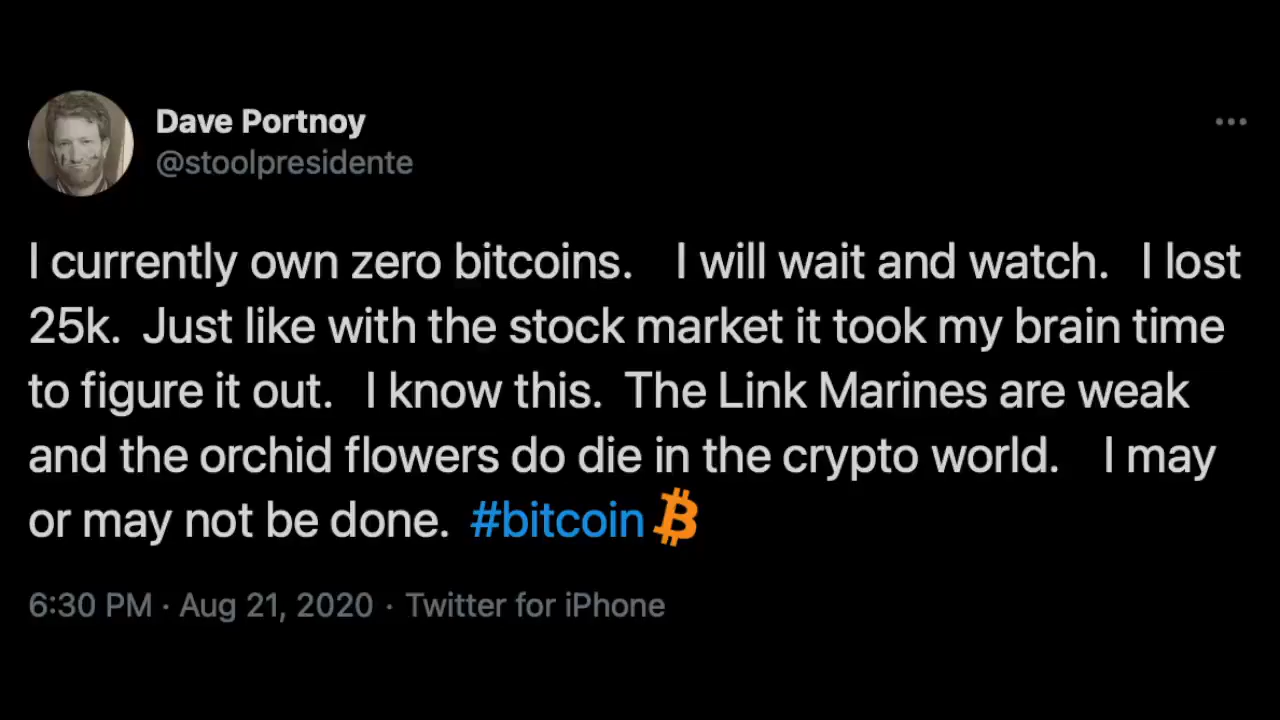 Dave Portnoy
@stoolpresidente
I currently own zero bitcoins. I will wait and watch. I lost
25k. Just like with the stock market it took my brain time
to figure it out. I know this. The Link Marines are weak
and the orchid flowers do die in the crypto world. I may
or may not be done. #bitcoin
6:30 PM · Aug 21, 2020 · Twitter for iPhone